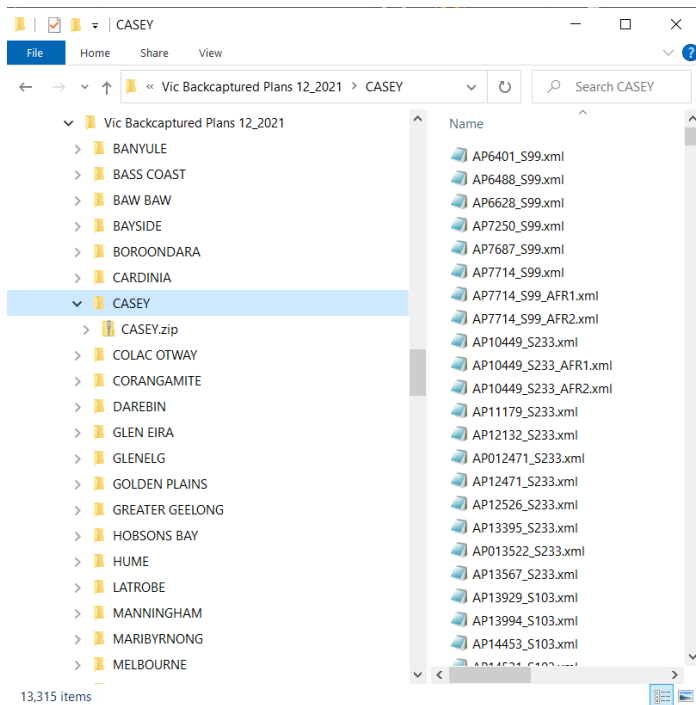 CASEY
File Home Share View
« Vic Backcaptured Plans 12_2021 > CASEY
Search CASEY
Vic Backcaptured Plans 12_2021
BANYULE
BASS COAST
BAW BAW
BAYSIDE
BOROONDARA
CARDINIA
CASEY
CASEY.zip
COLAC OTWAY
CORANGAMITE
DAREBIN
GLEN EIRA
GLENELG
GOLDEN PLAINS
GREATER GEELONG
HOBSONS BAY
HUME
LATROBE
MANNINGHAM
MARIBYRNONG
MELBOURNE
Name
AP6401_S99.xml
AP6488_S99.xml
AP6628_S99.xml
AP7250_S99.xml
AP7687_S99.xml
AP7714_S99.xml
AP7714_S99_AFR1.xml
AP7714_S99_AFR2.xml
AP10449_S233.xml
AP10449_S233_AFR1.xml
AP10449_S233_AFR2.xml
AP11179_S233.xml
AP12132_S233.xml
AP012471_S233.xml
AP12471_S233.xml
AP12526_S233.xml
AP13395_S233.xml
AP013522_S233.xml
AP13567_S233.xml
AP13929_S103.xml
AP13994_S103.xml
AP14453_S103.xml
13,315 items